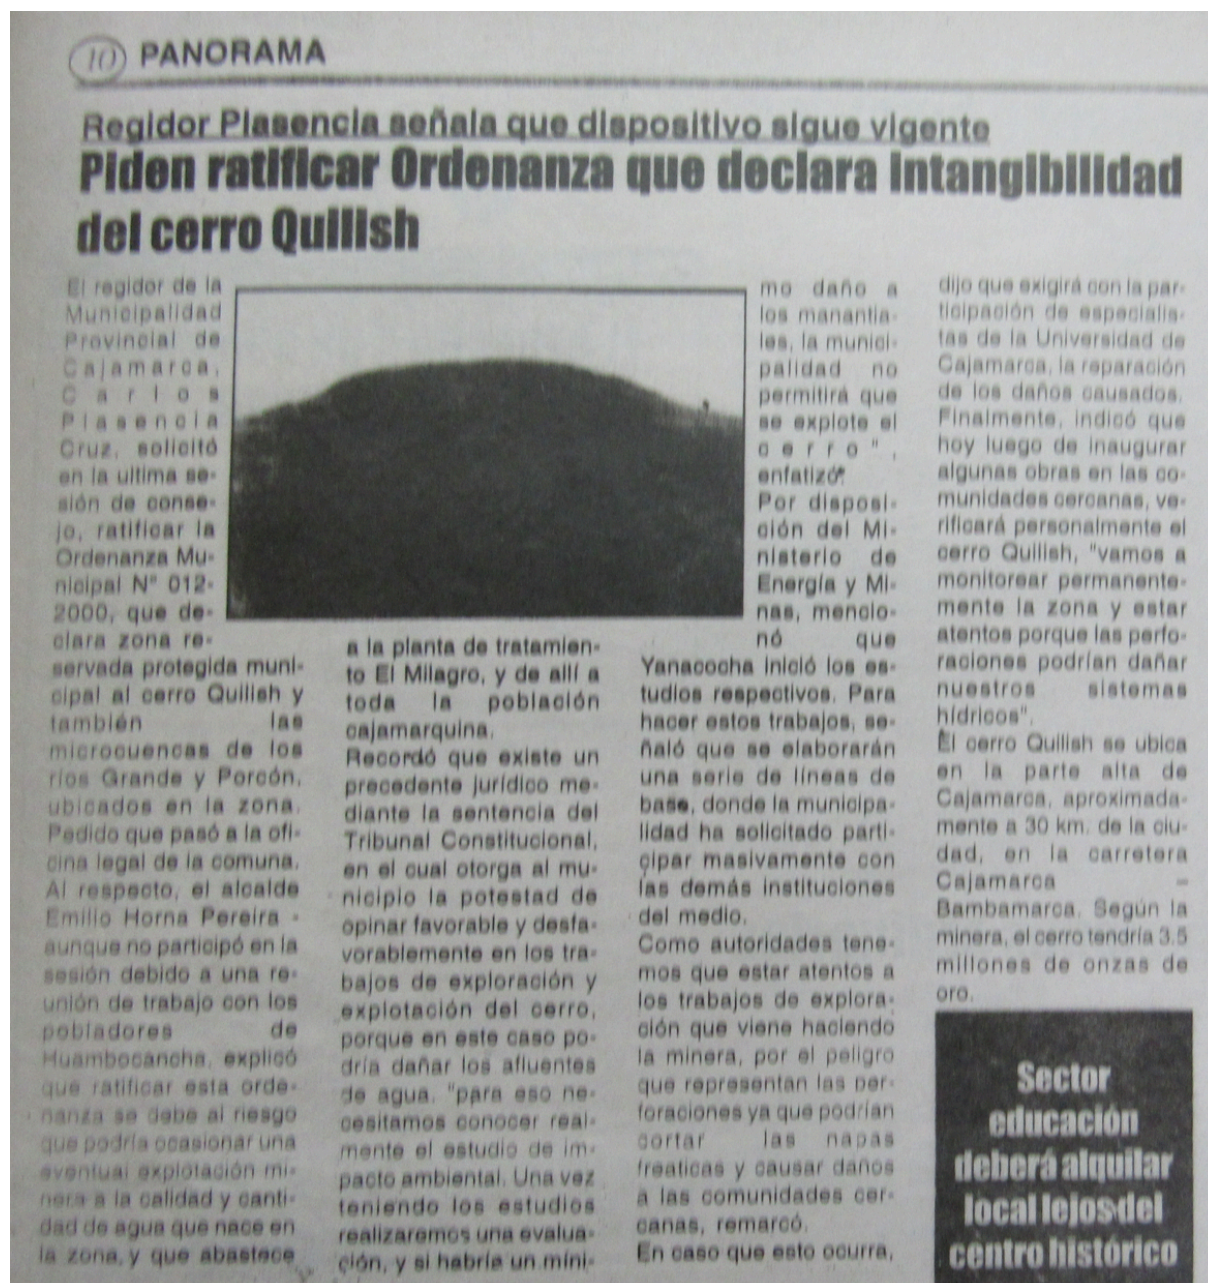 10 PANORAMA
Regidor Plasencia señala que dispositivo sigue vigente
Piden ratificar Ordenanza que declara intangibilidad
del cerro Quilish
El regidor de la
Municipalidad
Provincial de
Cajamarca,
Carlos
Plasencia
Cruz, solicitó
en la ultima se-
sión de conse-
jo, ratificar la
Ordenanza Mu-
nicipal N° 012-
2000, que de-
clara zona re-
servada protegida muni-
cipal al cerro Quilish y
también las
microcuencas de los
ríos Grande y Porcón,
ubicados en la zona.
Pedido que pasó a la ofi-
cina legal de la comuna.
Al respecto, el alcalde
Emilio Horna Pereira -
aunque no participó en la
sesión debido a una re-
unión de trabajo con los
pobladores de
Huambocancha, explicó
que ratificar esta orde-
nanza se debe al riesgo
que podría ocasionar una
eventual explotación mi-
nera a la calidad y canti-
dad de agua que nace en
la zona, y que abastece
a la planta de tratamien-
to El Milagro, y de allí a
toda la población
cajamarquina.
Recordó que existe un
precedente jurídico me-
diante la sentencia del
Tribunal Constitucional,
en el cual otorga al mu-
nicipio la potestad de
opinar favorable y desfa-
vorablemente en los tra-
bajos de exploración y
explotación del cerro,
porque en este caso po-
dría dañar los afluentes
de agua, "para eso ne-
cesitamos conocer real-
mente el estudio de im-
pacto ambiental. Una vez
teniendo los estudios
realizaremos una evalua-
ción, y si habría un míni-
mo daño a
los manantia-
les, la munici-
palidad no
permitirá que
se explote el
cerro",
enfatizó.
Por disposi-
ción del Mi-
nisterio de
Energía y Mi-
nas, mencio-
nó que
Yanacocha inició los es-
tudios respectivos. Para
hacer estos trabajos, se-
ñaló que se elaborarán
una serie de líneas de
base, donde la municipa-
lidad ha solicitado parti-
cipar masivamente con
las demás instituciones
del medio.
Como autoridades tene-
mos que estar atentos a
los trabajos de explora-
ción que viene haciendo
la minera, por el peligro
que representan las per-
foraciones ya que podrían
cortar las napas
freaticas y causar daños
a las comunidades cer-
canas, remarcó.
En caso que esto ocurra,
dijo que exigirá con la par-
ticipación de especialis-
tas de la Universidad de
Cajamarca, la reparación
de los daños causados.
Finalmente, indicó que
hoy luego de inaugurar
algunas obras en las co-
munidades cercanas, ve-
rificará personalmente el
cerro Quilish, "vamos a
monitorear permanente-
mente la zona y estar
atentos porque las perfo-
raciones podrían dañar
nuestros sistemas
hídricos".
El cerro Quilish se ubica
en la parte alta de
Cajamarca, aproximada-
mente a 30 km. de la ciu-
dad, en la carretera
Cajamarca –
Bambamarca. Según la
minera, el cerro tendría 3.5
millones de onzas de
oro.
Sector
educación
deberá alquilar
local lejos del
centro histórico